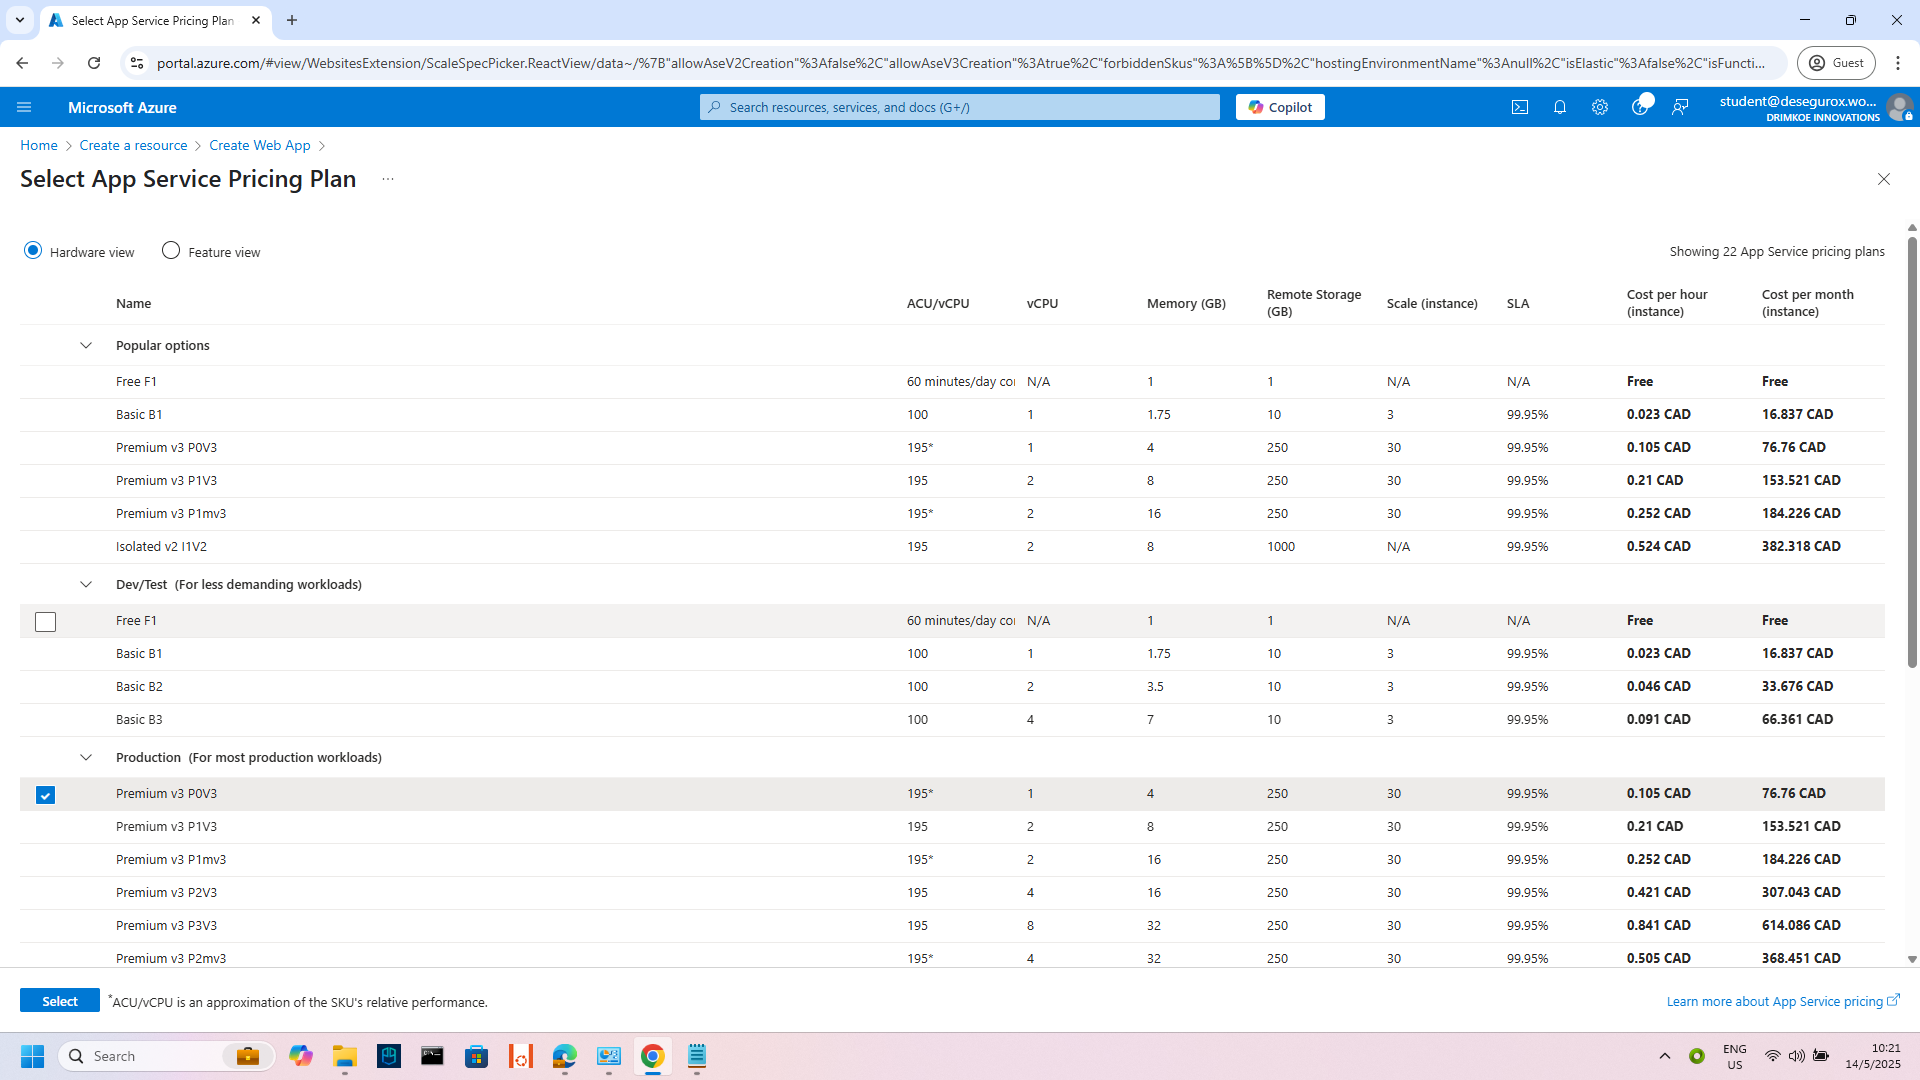 Select App Service Pricing Plan
portal.azure.com/#view/WebsitesExtension/ScaleSpecPicker.ReactView/data~/%7B"allowAseV2Creation"%3Afalse%2C"allowAseV3Creation"%3Atrue%2C"forbiddenSkus"%3A%5B%5D%2C"hostingEnvironmentName"%3Anull%2C"isElastic"%3Afalse%2C"isFuncti...
Guest
Microsoft Azure
Search resources, services, and docs (G+/)
Copilot
student@desegurox.wo...
DRIMKOE INNOVATIONS
Home > Create a resource > Create Web App >
Select App Service Pricing Plan ...
Hardware view Feature view
Showing 22 App Service pricing plans
Name ACU/vCPU vCPU Memory (GB) Remote Storage (GB) Scale (instance) SLA Cost per hour (instance) Cost per month (instance)
Popular options
Free F1 60 minutes/day co N/A 1 1 N/A N/A Free Free
Basic B1 100 1 1.75 10 3 99.95% 0.023 CAD 16.837 CAD
Premium v3 P0V3 195* 1 4 250 30 99.95% 0.105 CAD 76.76 CAD
Premium v3 P1V3 195 2 8 250 30 99.95% 0.21 CAD 153.521 CAD
Premium v3 P1mv3 195* 2 16 250 30 99.95% 0.252 CAD 184.226 CAD
Isolated v2 I1V2 195 2 8 1000 N/A 99.95% 0.524 CAD 382.318 CAD
Dev/Test (For less demanding workloads)
Free F1 60 minutes/day co N/A 1 1 N/A N/A Free Free
Basic B1 100 1 1.75 10 3 99.95% 0.023 CAD 16.837 CAD
Basic B2 100 2 3.5 10 3 99.95% 0.046 CAD 33.676 CAD
Basic B3 100 4 7 10 3 99.95% 0.091 CAD 66.361 CAD
Production (For most production workloads)
Premium v3 P0V3 195* 1 4 250 30 99.95% 0.105 CAD 76.76 CAD
Premium v3 P1V3 195 2 8 250 30 99.95% 0.21 CAD 153.521 CAD
Premium v3 P1mv3 195* 2 16 250 30 99.95% 0.252 CAD 184.226 CAD
Premium v3 P2V3 195 4 16 250 30 99.95% 0.421 CAD 307.043 CAD
Premium v3 P3V3 195 8 32 250 30 99.95% 0.841 CAD 614.086 CAD
Premium v3 P2mv3 195* 4 32 250 30 99.95% 0.505 CAD 368.451 CAD
Select
*ACU/vCPU is an approximation of the SKU's relative performance.
Learn more about App Service pricing
Search
ENG
US
10:21
14/5/2025